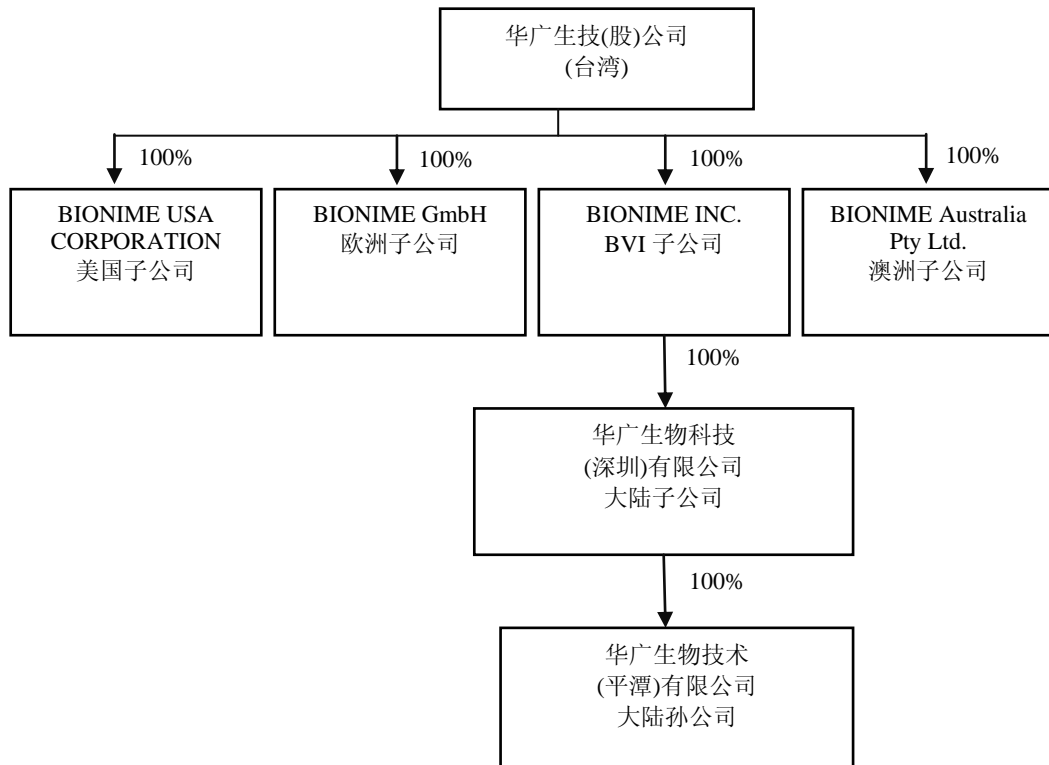 华广生技(股)公司
(台湾)
100%
100%
100%
100%
BIONIME USA
CORPORATION
美国子公司
BIONIME GmbH
欧洲子公司
BIONIME INC.
BVI 子公司
BIONIME Australia
Pty Ltd.
澳洲子公司
100%
华广生物科技
(深圳)有限公司
大陆子公司
100%
华广生物技术
(平潭)有限公司
大陆孙公司